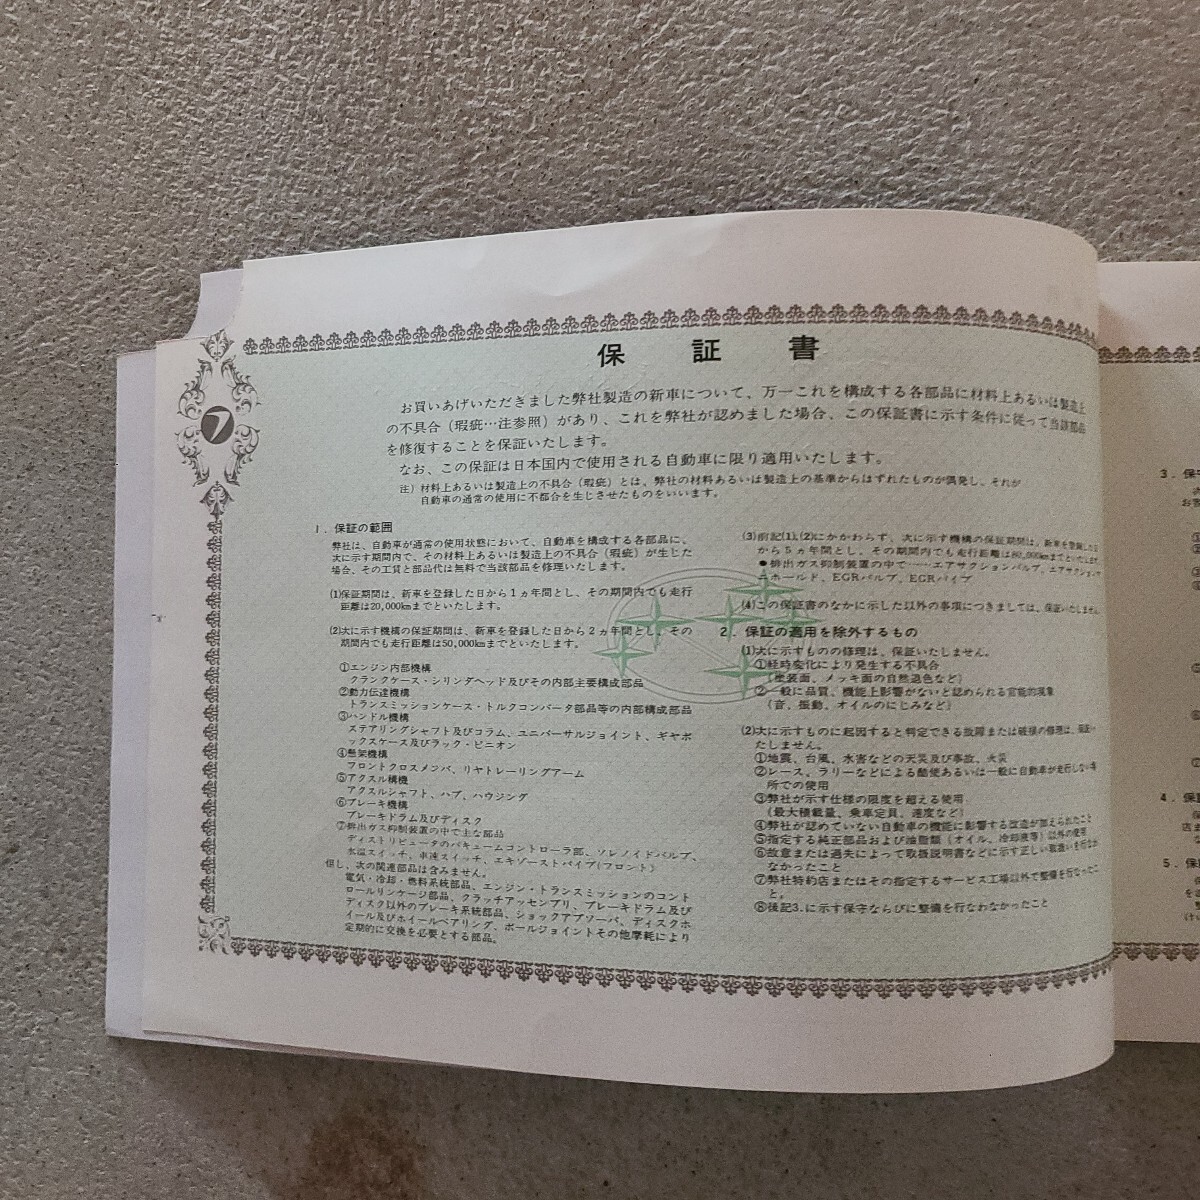 保証書
お買いあげいただきました弊社製造の新車について、万一これを構成する各部品に材料上あるいは製造上
の不具合（瑕疵…注参照）があり、これを弊社が認めました場合、この保証書に示す条件に従って当該部品
を修復することを保証いたします。
なお、この保証は日本国内で使用される自動車に限り適用いたします。
注）材料上あるいは製造上の不具合（瑕疵）とは、弊社の材料あるいは製造上の基準からはずれたものが偶発し、それが
自動車の通常の使用に不都合を生じさせたものをいいます。
1．保証の範囲
弊社は、自動車が通常の使用状態において、自動車を構成する各部品に、
次に示す期間内で、その材料上あるいは製造上の不具合（瑕疵）が生じた
場合、その工賃と部品代は無料で当該部品を修理いたします。
(1)保証期間は、新車を登録した日から1ヵ年間とし、その期間内でも走行
距離は20,000kmまでといたします。
(2)次に示す機構の保証期間は、新車を登録した日から2ヵ年間とし、その
期間内でも走行距離は50,000kmまでといたします。
①エンジン内部機構
クランクケース・シリンダヘッド及びその内部主要構成部品
②動力伝達機構
トランスミッションケース・トルクコンバータ部品等の内部構成部品
③ハンドル機構
ステアリングシャフト及びコラム、ユニバーサルジョイント、ギヤボ
ックスケース及びラック・ピニオン
④懸架機構
フロントクロスメンバ、リヤトレーリングアーム
⑤アクスル構機
アクスルシャフト、ハブ、ハウジング
⑥ブレーキ機構
ブレーキドラム及びディスク
⑦排出ガス抑制装置の中で主な部品
ディストリビュータのバキュームコントローラ部、ソレノイドバルブ、
水温スイッチ、車速スイッチ、エキゾーストパイプ(フロント)
但し、次の関連部品は含みません。
電気・冷却・燃料系統部品、エンジン・トランスミッションのコント
ロールリンケージ部品、クラッチアッセンブリ、ブレーキドラム及び
ディスク以外のブレーキ系統部品、ショックアブソーバ、ディスクホ
イール及びホイールベアリング、ボールジョイントその他摩耗により
定期的に交換を必要とする部品。
(3)前記(1)、(2)にかかわらず、次に示す機構の保証期間は、新車を登録した日
から5ヵ年間とし、その期間内でも走行距離は80,000kmまでといたします。
●排出ガス抑制装置の中で……エアサクションバルブ、エアサクションマ
ニホールド、EGRバルブ、EGRパイプ
(4)この保証書のなかに示した以外の事項につきましては、保証いたしません。
2．保証の適用を除外するもの
(1)次に示すものの修理は、保証いたしません。
①経時変化により発生する不具合
（塗装面、メッキ面の自然退色など）
②一般に品質、機能上影響がないと認められる官能的現象
（音、振動、オイルのにじみなど）
(2)次に示すものに起因すると判定できる故障または破損の修理は、保証い
たしません。
①地震、台風、水害などの天災及び事故、火災
②レース、ラリーなどによる酷使あるいは一般に自動車が走行しない場
所での使用
③弊社が示す仕様の限度を超える使用
（最大積載量、乗車定員、速度など）
④弊社が認めていない自動車の機能に影響する改造が加えられたこと
⑤指定する純正部品および油脂類（オイル、冷却液等）以外の使用
⑥故意または過失によって取扱説明書などに示す正しい取扱いを行なわ
なかったこと
⑦弊社特約店またはその指定するサービス工場以外で整備を行なったこ
と。
⑧後記3.に示す保守ならびに整備を行なわなかったこと